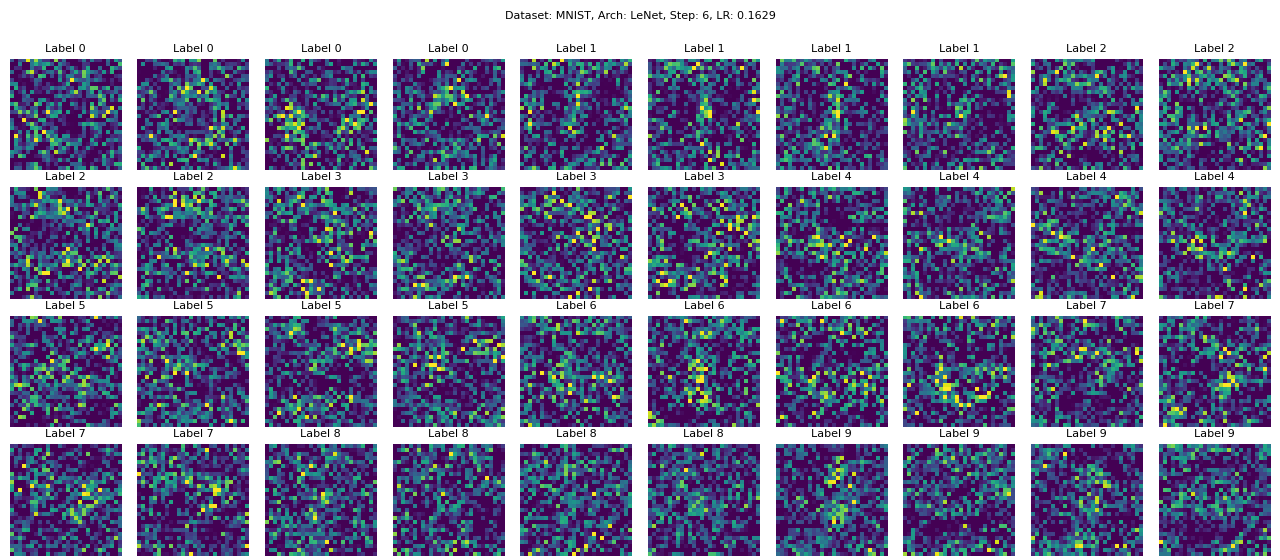 Dataset: MNIST, Arch: LeNet, Step: 6, LR: 0.1629
Label 0 Label 0 Label 0 Label 0 Label 1 Label 1 Label 1 Label 1 Label 2 Label 2
Label 2 Label 2 Label 3 Label 3 Label 3 Label 3 Label 4 Label 4 Label 4 Label 4
Label 5 Label 5 Label 5 Label 5 Label 6 Label 6 Label 6 Label 6 Label 7 Label 7
Label 7 Label 7 Label 8 Label 8 Label 8 Label 8 Label 9 Label 9 Label 9 Label 9